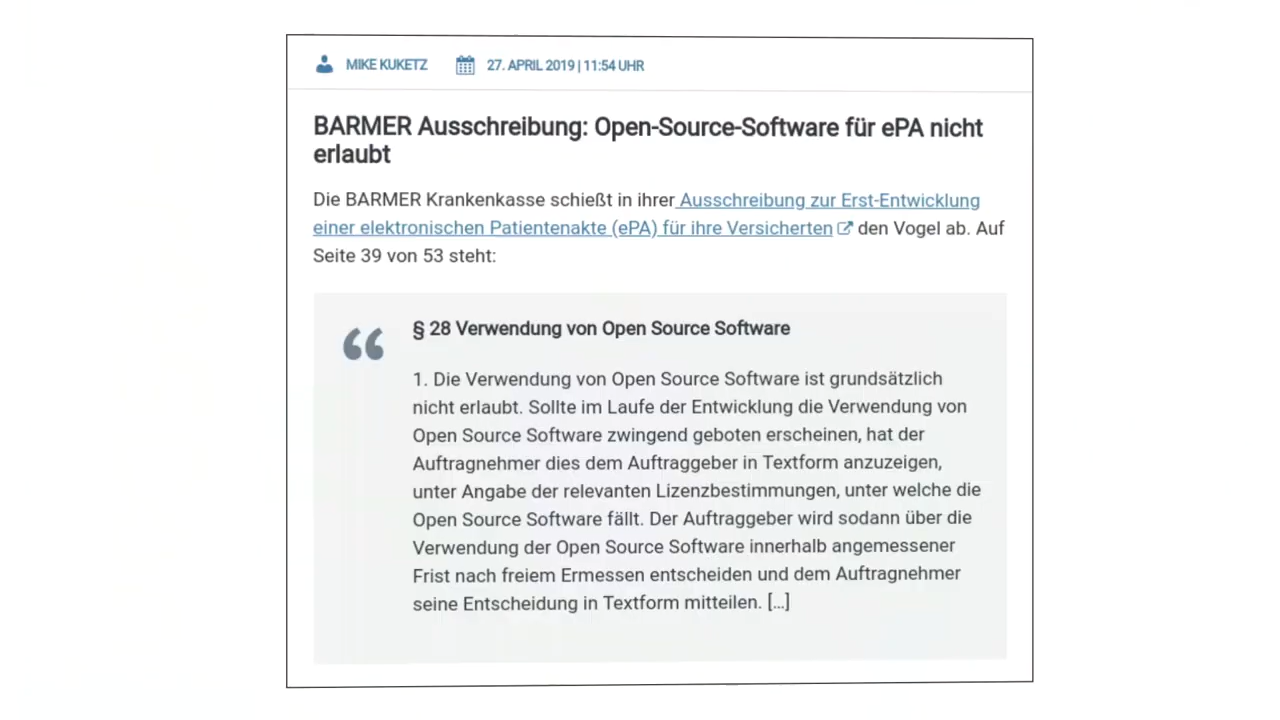 MIKE KUKETZ 27. APRIL 2019 | 11:54 UHR
BARMER Ausschreibung: Open-Source-Software für ePA nicht
erlaubt
Die BARMER Krankenkasse schießt in ihrer Ausschreibung zur Erst-Entwicklung
einer elektronischen Patientenakte (ePA) für ihre Versicherten den Vogel ab. Auf
Seite 39 von 53 steht:
“
§ 28 Verwendung von Open Source Software
1. Die Verwendung von Open Source Software ist grundsätzlich
nicht erlaubt. Sollte im Laufe der Entwicklung die Verwendung von
Open Source Software zwingend geboten erscheinen, hat der
Auftragnehmer dies dem Auftraggeber in Textform anzuzeigen,
unter Angabe der relevanten Lizenzbestimmungen, unter welche die
Open Source Software fällt. Der Auftraggeber wird sodann über die
Verwendung der Open Source Software innerhalb angemessener
Frist nach freiem Ermessen entscheiden und dem Auftragnehmer
seine Entscheidung in Textform mitteilen. [...]